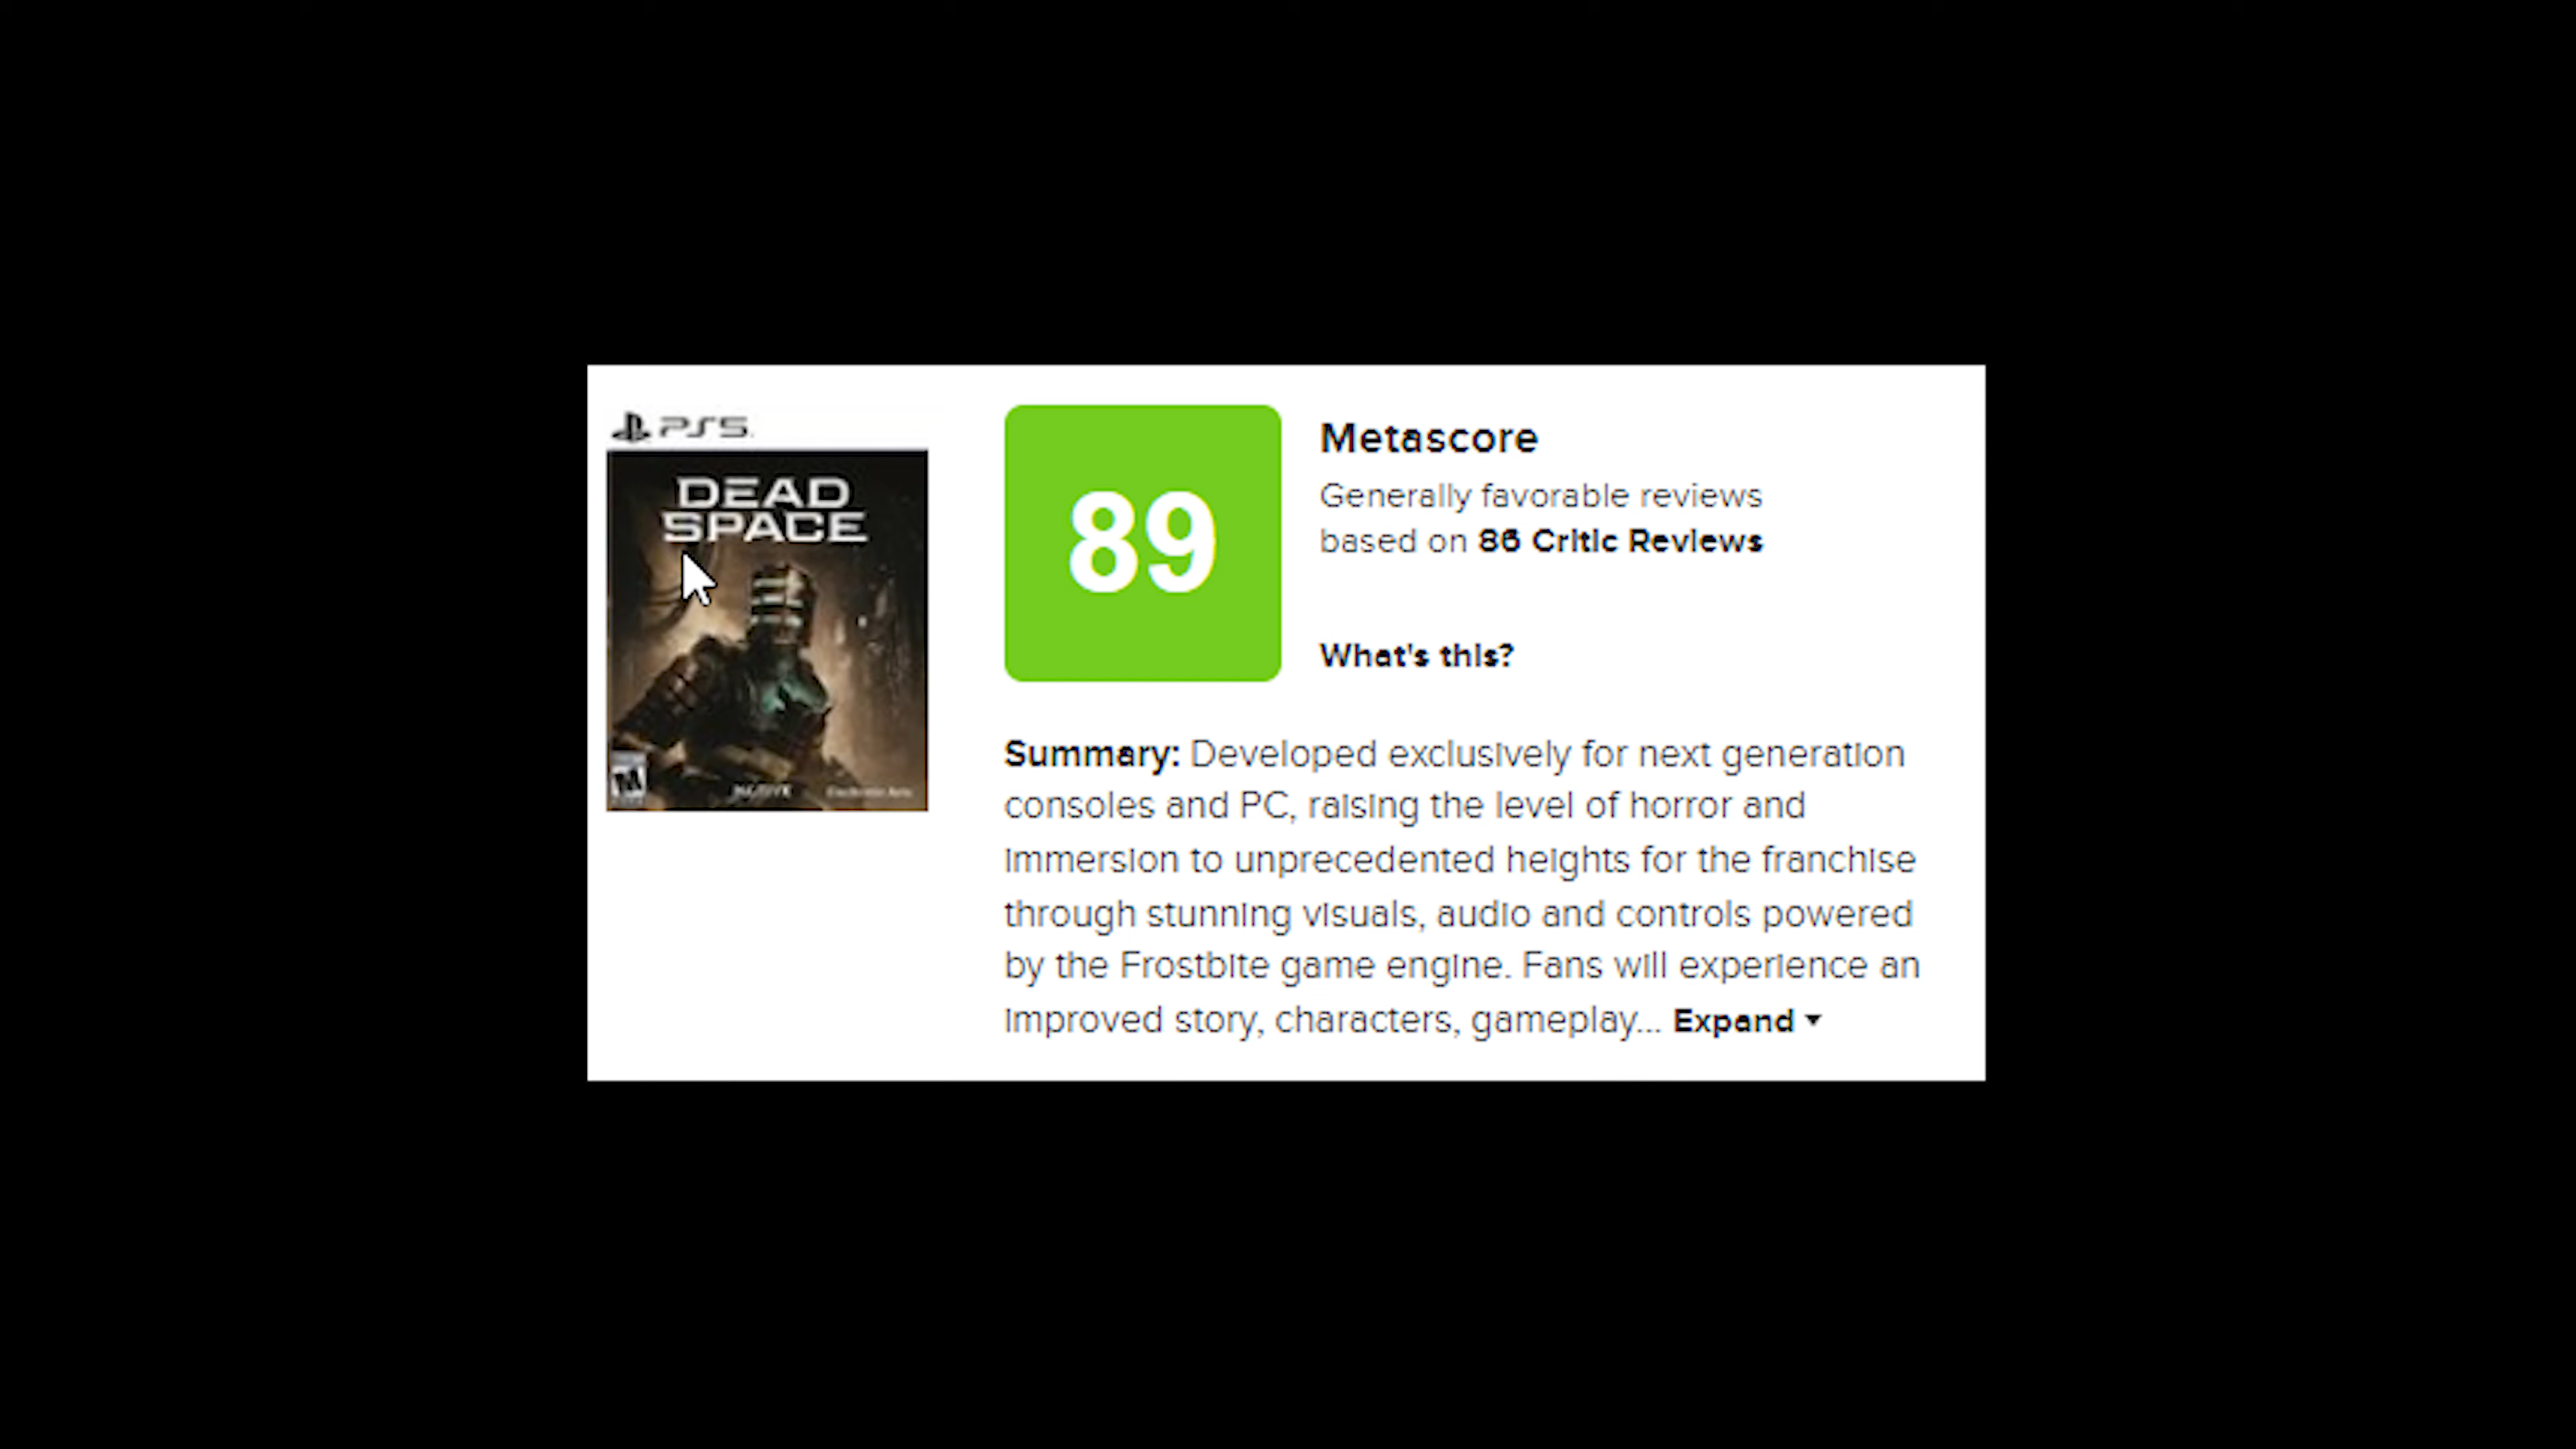 PS5
DEAD
SPACE
M
MOTIVE
Electronic Arts
89
Metascore
Generally favorable reviews
based on 86 Critic Reviews
What's this?
Summary: Developed exclusively for next generation
consoles and PC, raising the level of horror and
immersion to unprecedented heights for the franchise
through stunning visuals, audio and controls powered
by the Frostbite game engine. Fans will experience an
improved story, characters, gameplay... Expand